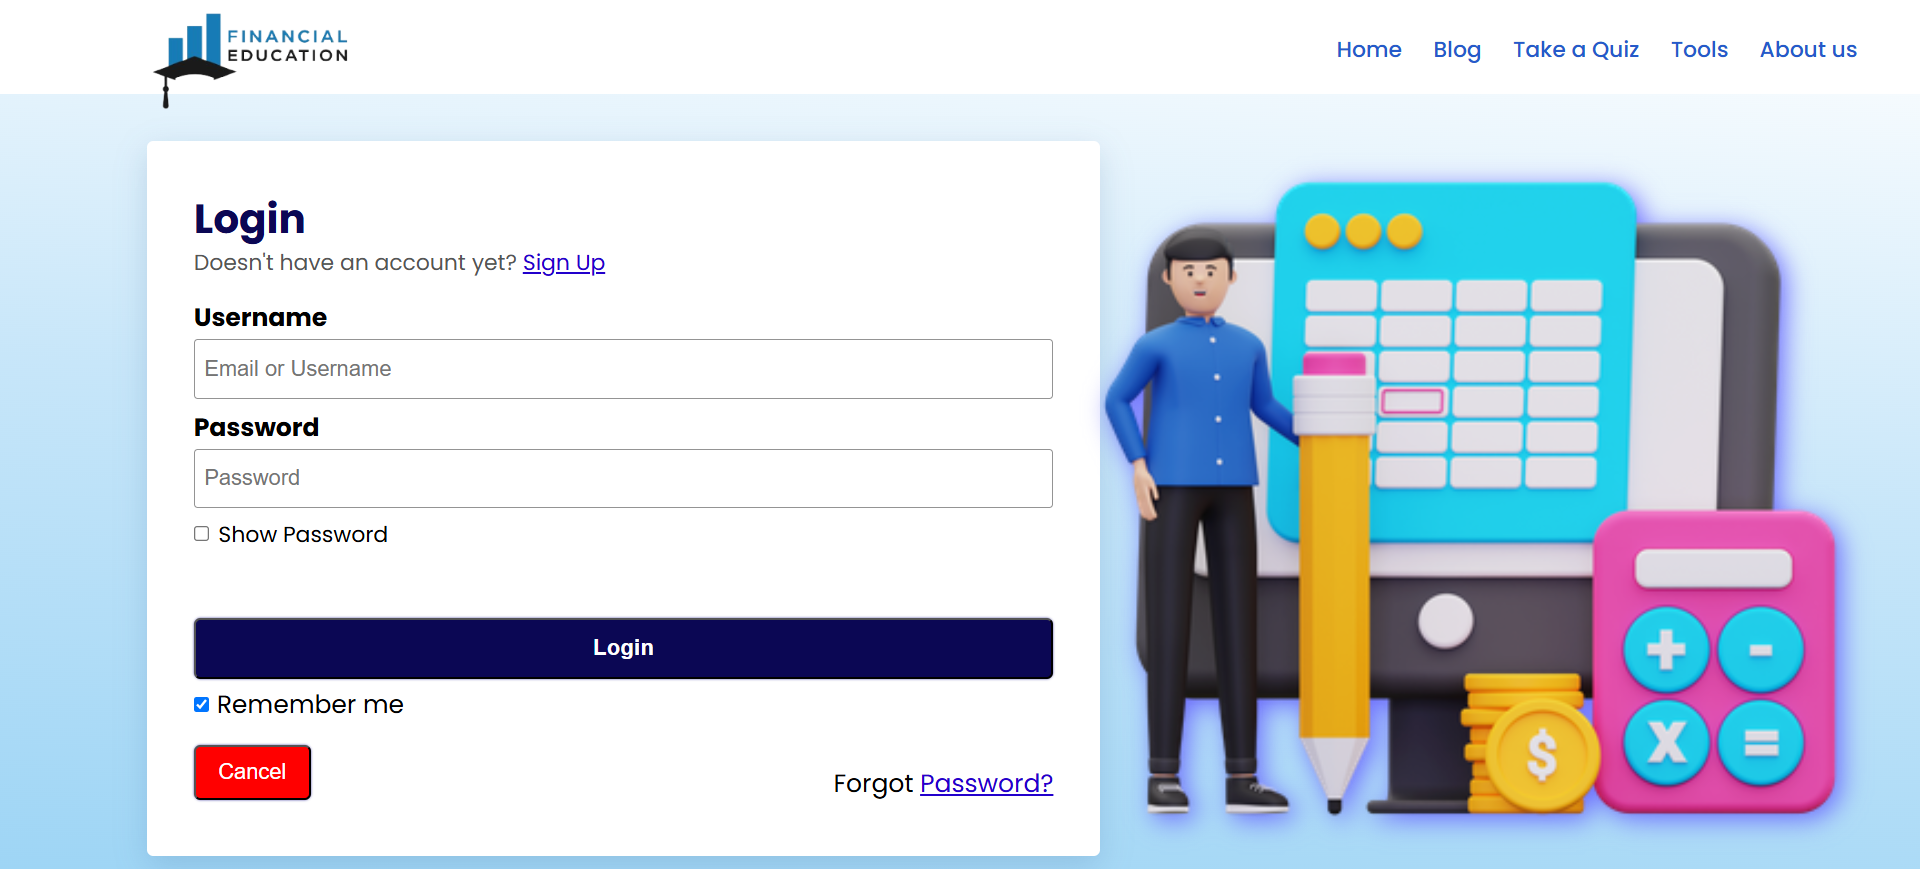 FINANCIAL
EDUCATION
Home Blog Take a Quiz Tools About us
Login
Doesn't have an account yet? Sign Up
Username
Email or Username
Password
Password
Show Password
Login
Remember me
Cancel
Forgot Password?
$
+ -
X =